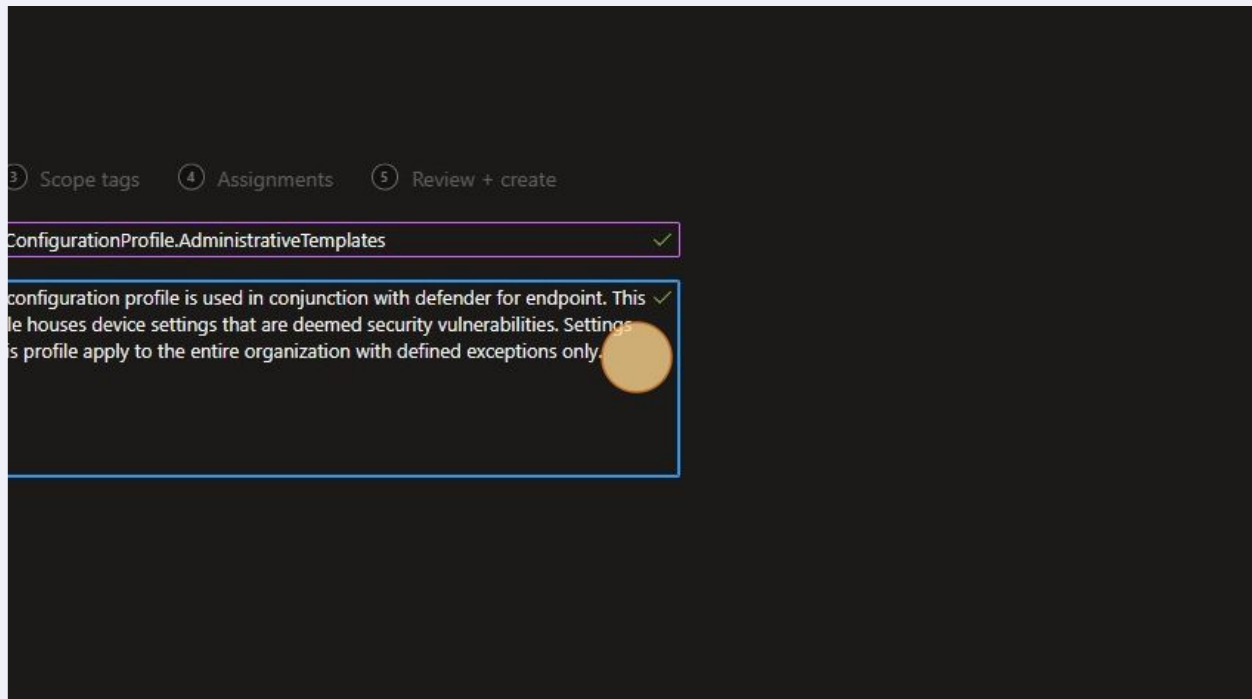 3 Scope tags 4 Assignments 5 Review + create
ConfigurationProfile.AdministrativeTemplates
configuration profile is used in conjunction with defender for endpoint. This
le houses device settings that are deemed security vulnerabilities. Settings
is profile apply to the entire organization with defined exceptions only.